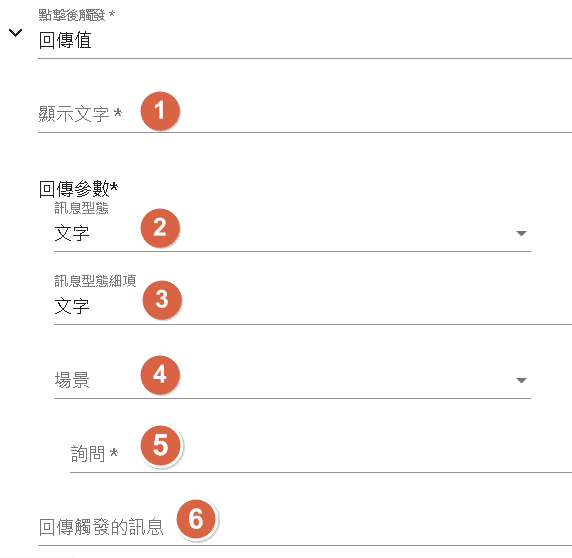 點擊後觸發 *
回傳值
顯示文字 * 1
回傳參數*
訊息型態
文字 2
訊息型態細項
文字 3
場景 4
詢問 * 5
回傳觸發的訊息 6